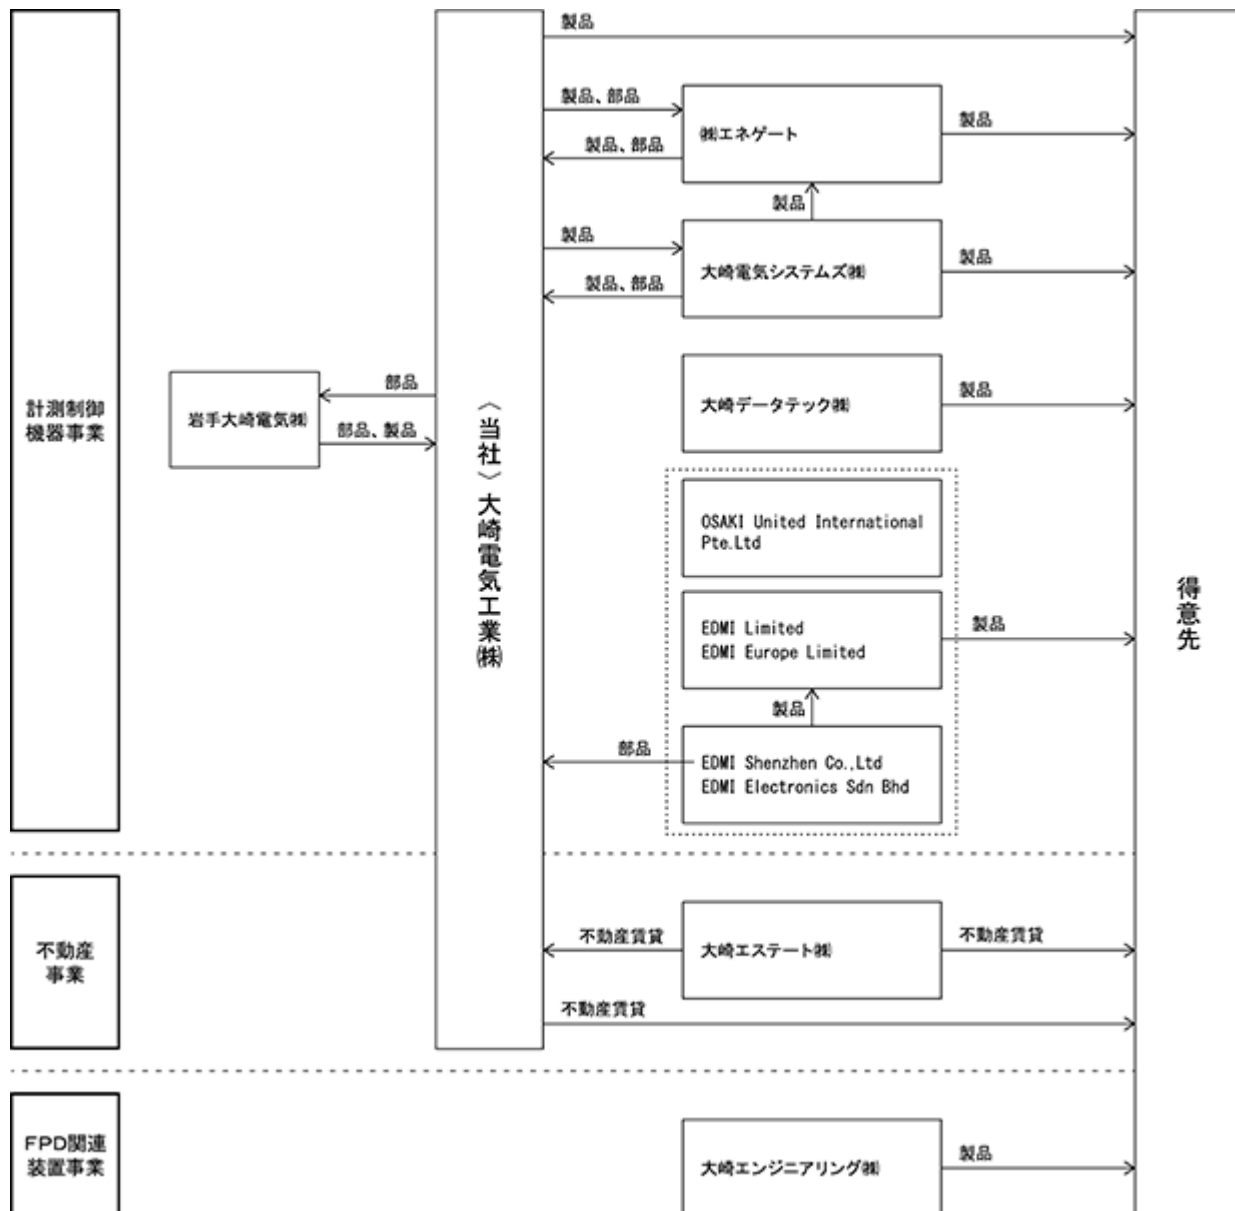 製品
製品、部品
㈱エネゲート
製品
製品、部品
製品
製品
大崎電気システムズ㈱
製品
製品、部品
大崎データテック㈱
製品
計測制御
機器事業
岩手大崎電気㈱
部品
部品、製品
〈当社〉大崎電気工業㈱
OSAKI United International
Pte.Ltd
EDMI Limited
EDMI Europe Limited
製品
製品
部品
EDMI Shenzhen Co.,Ltd
EDMI Electronics Sdn Bhd
得意先
不動産
事業
不動産賃貸
大崎エステート㈱
不動産賃貸
不動産賃貸
FPD関連
装置事業
大崎エンジニアリング㈱
製品